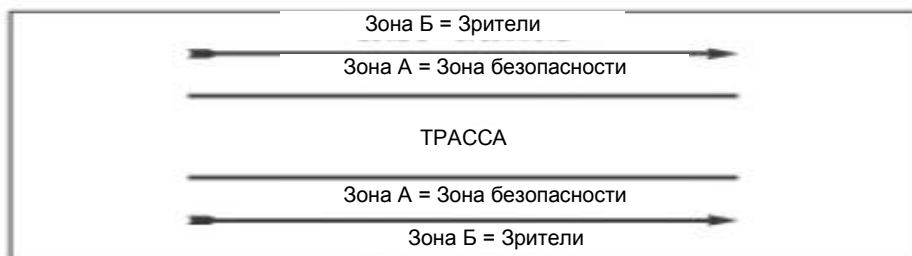 Зона Б = Зрители
Зона А = Зона безопасности
ТРАССА
Зона А = Зона безопасности
Зона Б = Зрители